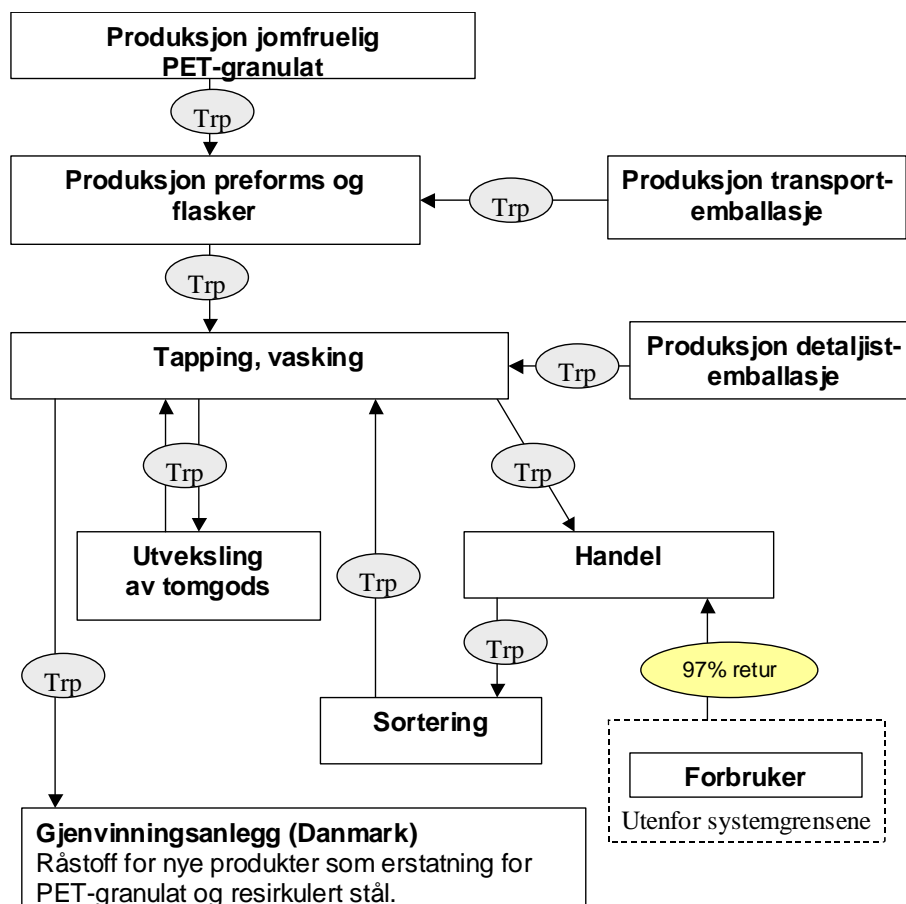 Produksjon jomfruelig
PET-granulat
Trp
Produksjon preforms og
flasker
Trp
Produksjon transport-
emballasje
Trp
Tapping, vasking
Trp
Produksjon detaljist-
emballasje
Trp
Trp
Utveksling
av tomgods
Trp
Handel
Trp
Trp
97% retur
Sortering
Forbruker
Utenfor systemgrensene
Gjenvinningsanlegg (Danmark)
Råstoff for nye produkter som erstatning for
PET-granulat og resirkulert stål.